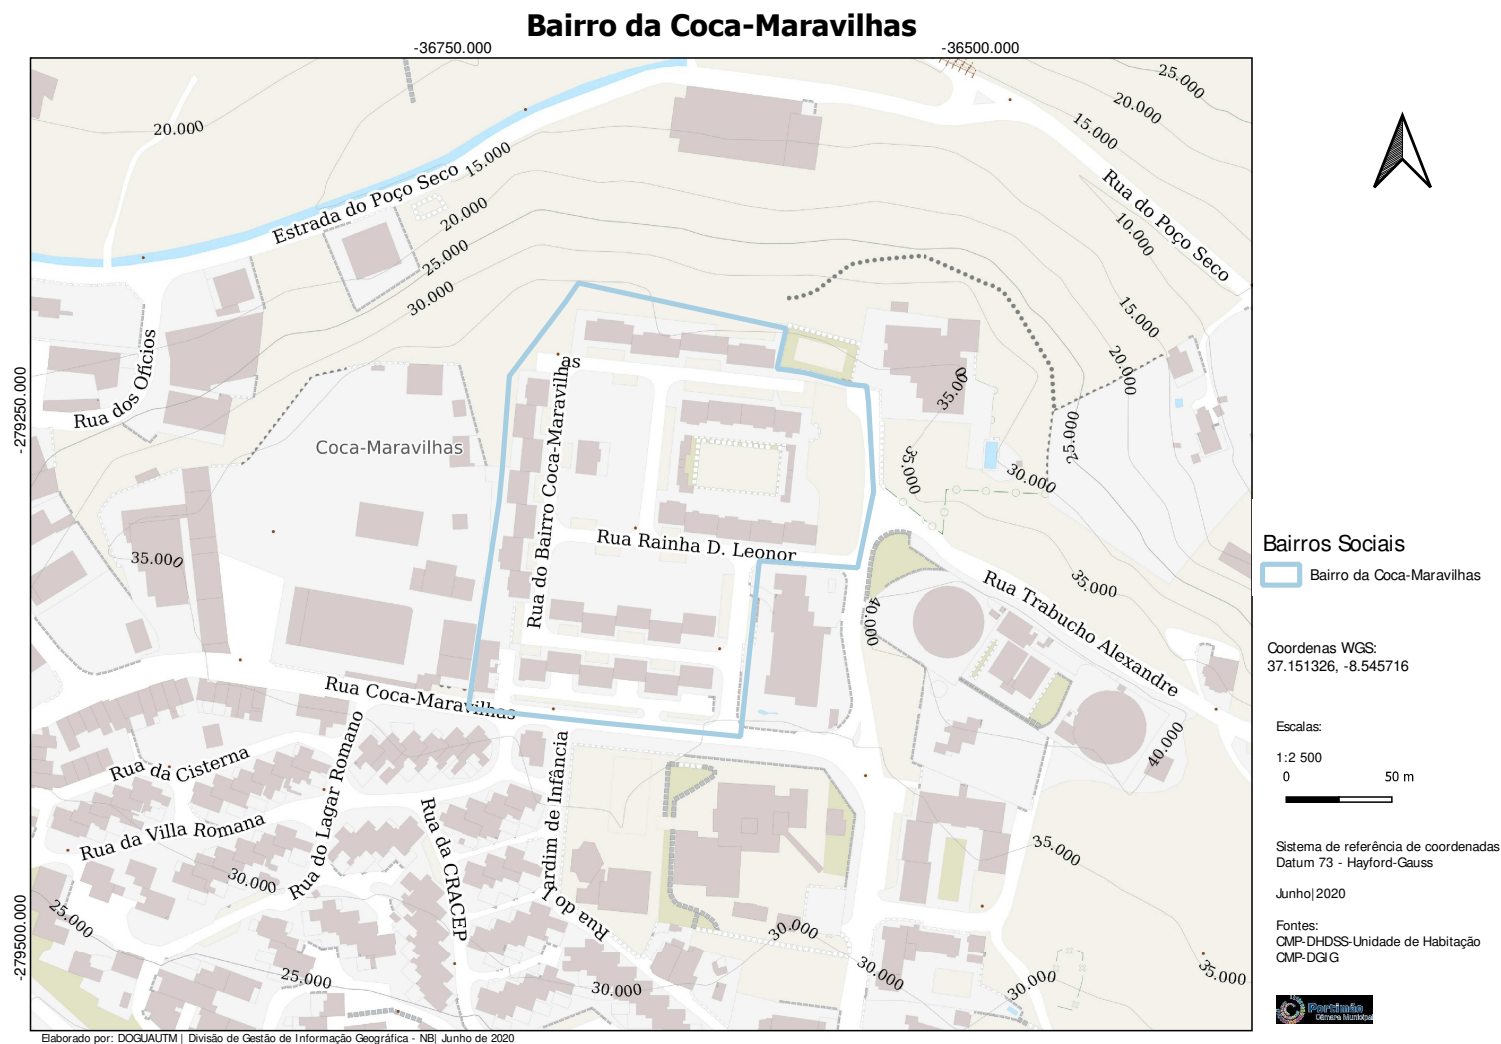 Bairro da Coca-Maravilhas
-36750.000
-36500.000
25.000
20.000
15.000
20.000
15.000
Estrada do Poço Seco
20.000
25.000
30.000
Rua do Poço Seco
10.000
15.000
20.000
-279250.000
Rua dos Ofícios
Coca-Maravilhas
Rua do Bairro Coca-Maravilhas
35.000
35.000
30.000
25.000
35.000
Rua Rainha D. Leonor
Rua Trabucho Alexandre
35.000
40.000
40.000
Rua Coca-Maravilhas
Rua da Cisterna
Rua da Villa Romana
Rua do Lagar Romano
Rua da CRACEP
Rua do Jardim de Infância
30.000
25.000
25.000
30.000
30.000
30.000
30.000
35.000
35.000
-279500.000
Bairros Sociais
Bairro da Coca-Maravilhas
Coordenas WGS:
37.151326, -8.545716
Escalas:
1:2 500
0 50 m
Sistema de referência de coordenadas
Datum 73 - Hayford-Gauss
Junho|2020
Fontes:
CMP-DHDSS-Unidade de Habitação
CMP-DGIG
Portimão
Câmara Municipal
Elaborado por: DOGUAUTM | Divisão de Gestão de Informação Geográfica - NB| Junho de 2020